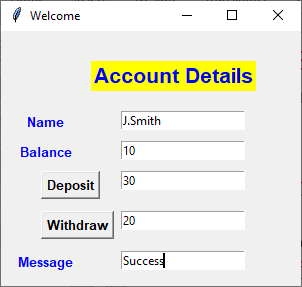 Welcome
Account Details
Name J.Smith
Balance 10
Deposit 30
Withdraw 20
Message Success